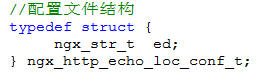 //配置文件结构
typedef struct {
    ngx_str_t  ed;
} ngx_http_echo_loc_conf_t;